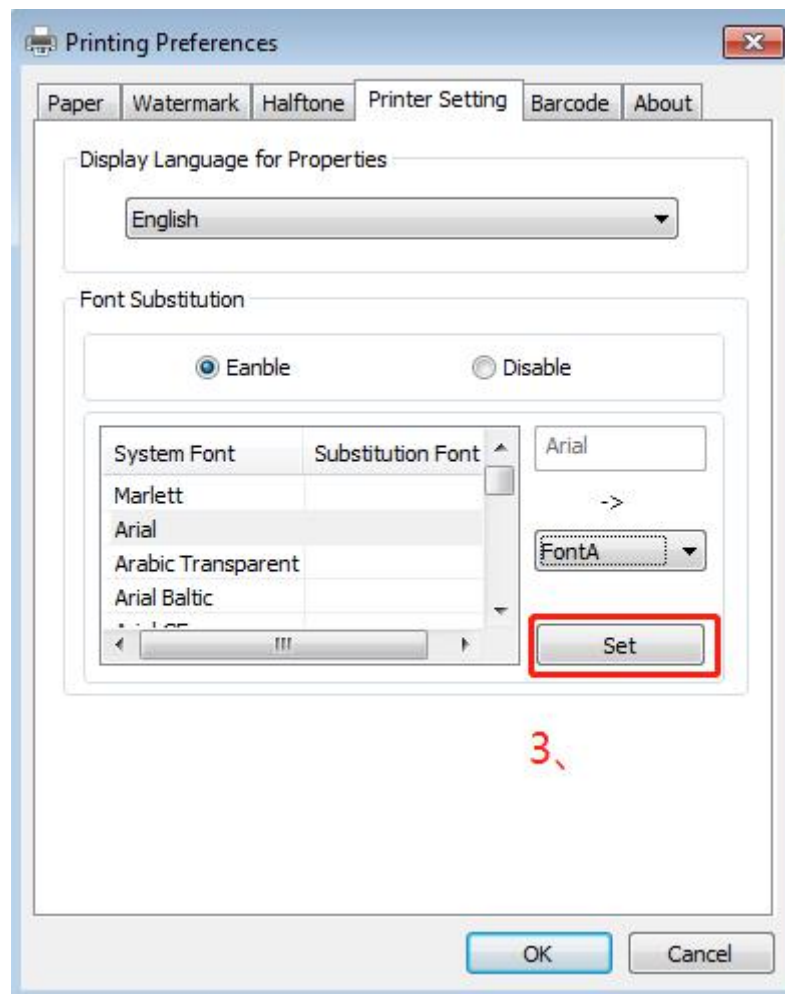 Printing Preferences
Paper Watermark Halftone Printer Setting Barcode About
Display Language for Properties
English
Font Substitution
Eanble Disable
System Font Substitution Font
Arial
Marlett
->
Arial
FontA
Arabic Transparent
Arial Baltic
Set
3、
OK Cancel